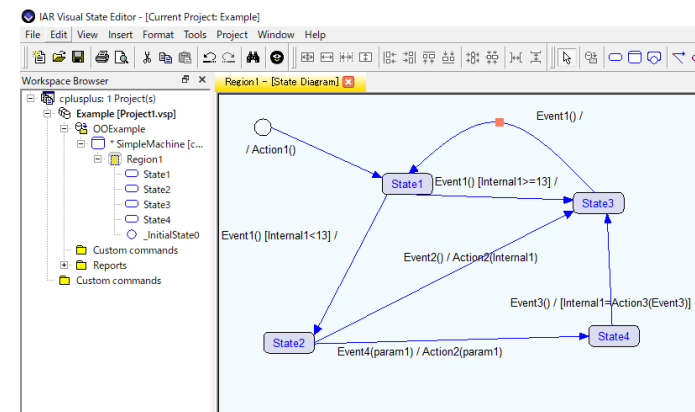 IAR Visual State Editor - [Current Project: Example]
File Edit View Insert Format Tools Project Window Help
Workspace Browser
Region1 - [State Diagram]
cplusplus: 1 Project(s)
Example [Project1.vsp]
OOExample
* SimpleMachine [c...
Region1
State1
State2
State3
State4
_InitialState0
Custom commands
Reports
Custom commands
Event1() /
/ Action1()
State1
Event1() [Internal1>=13] /
State3
Event1() [Internal1<13] /
Event2() / Action2(Internal1)
Event3() / [Internal1=Action3(Event3)]
State2
State4
Event4(param1) / Action2(param1)